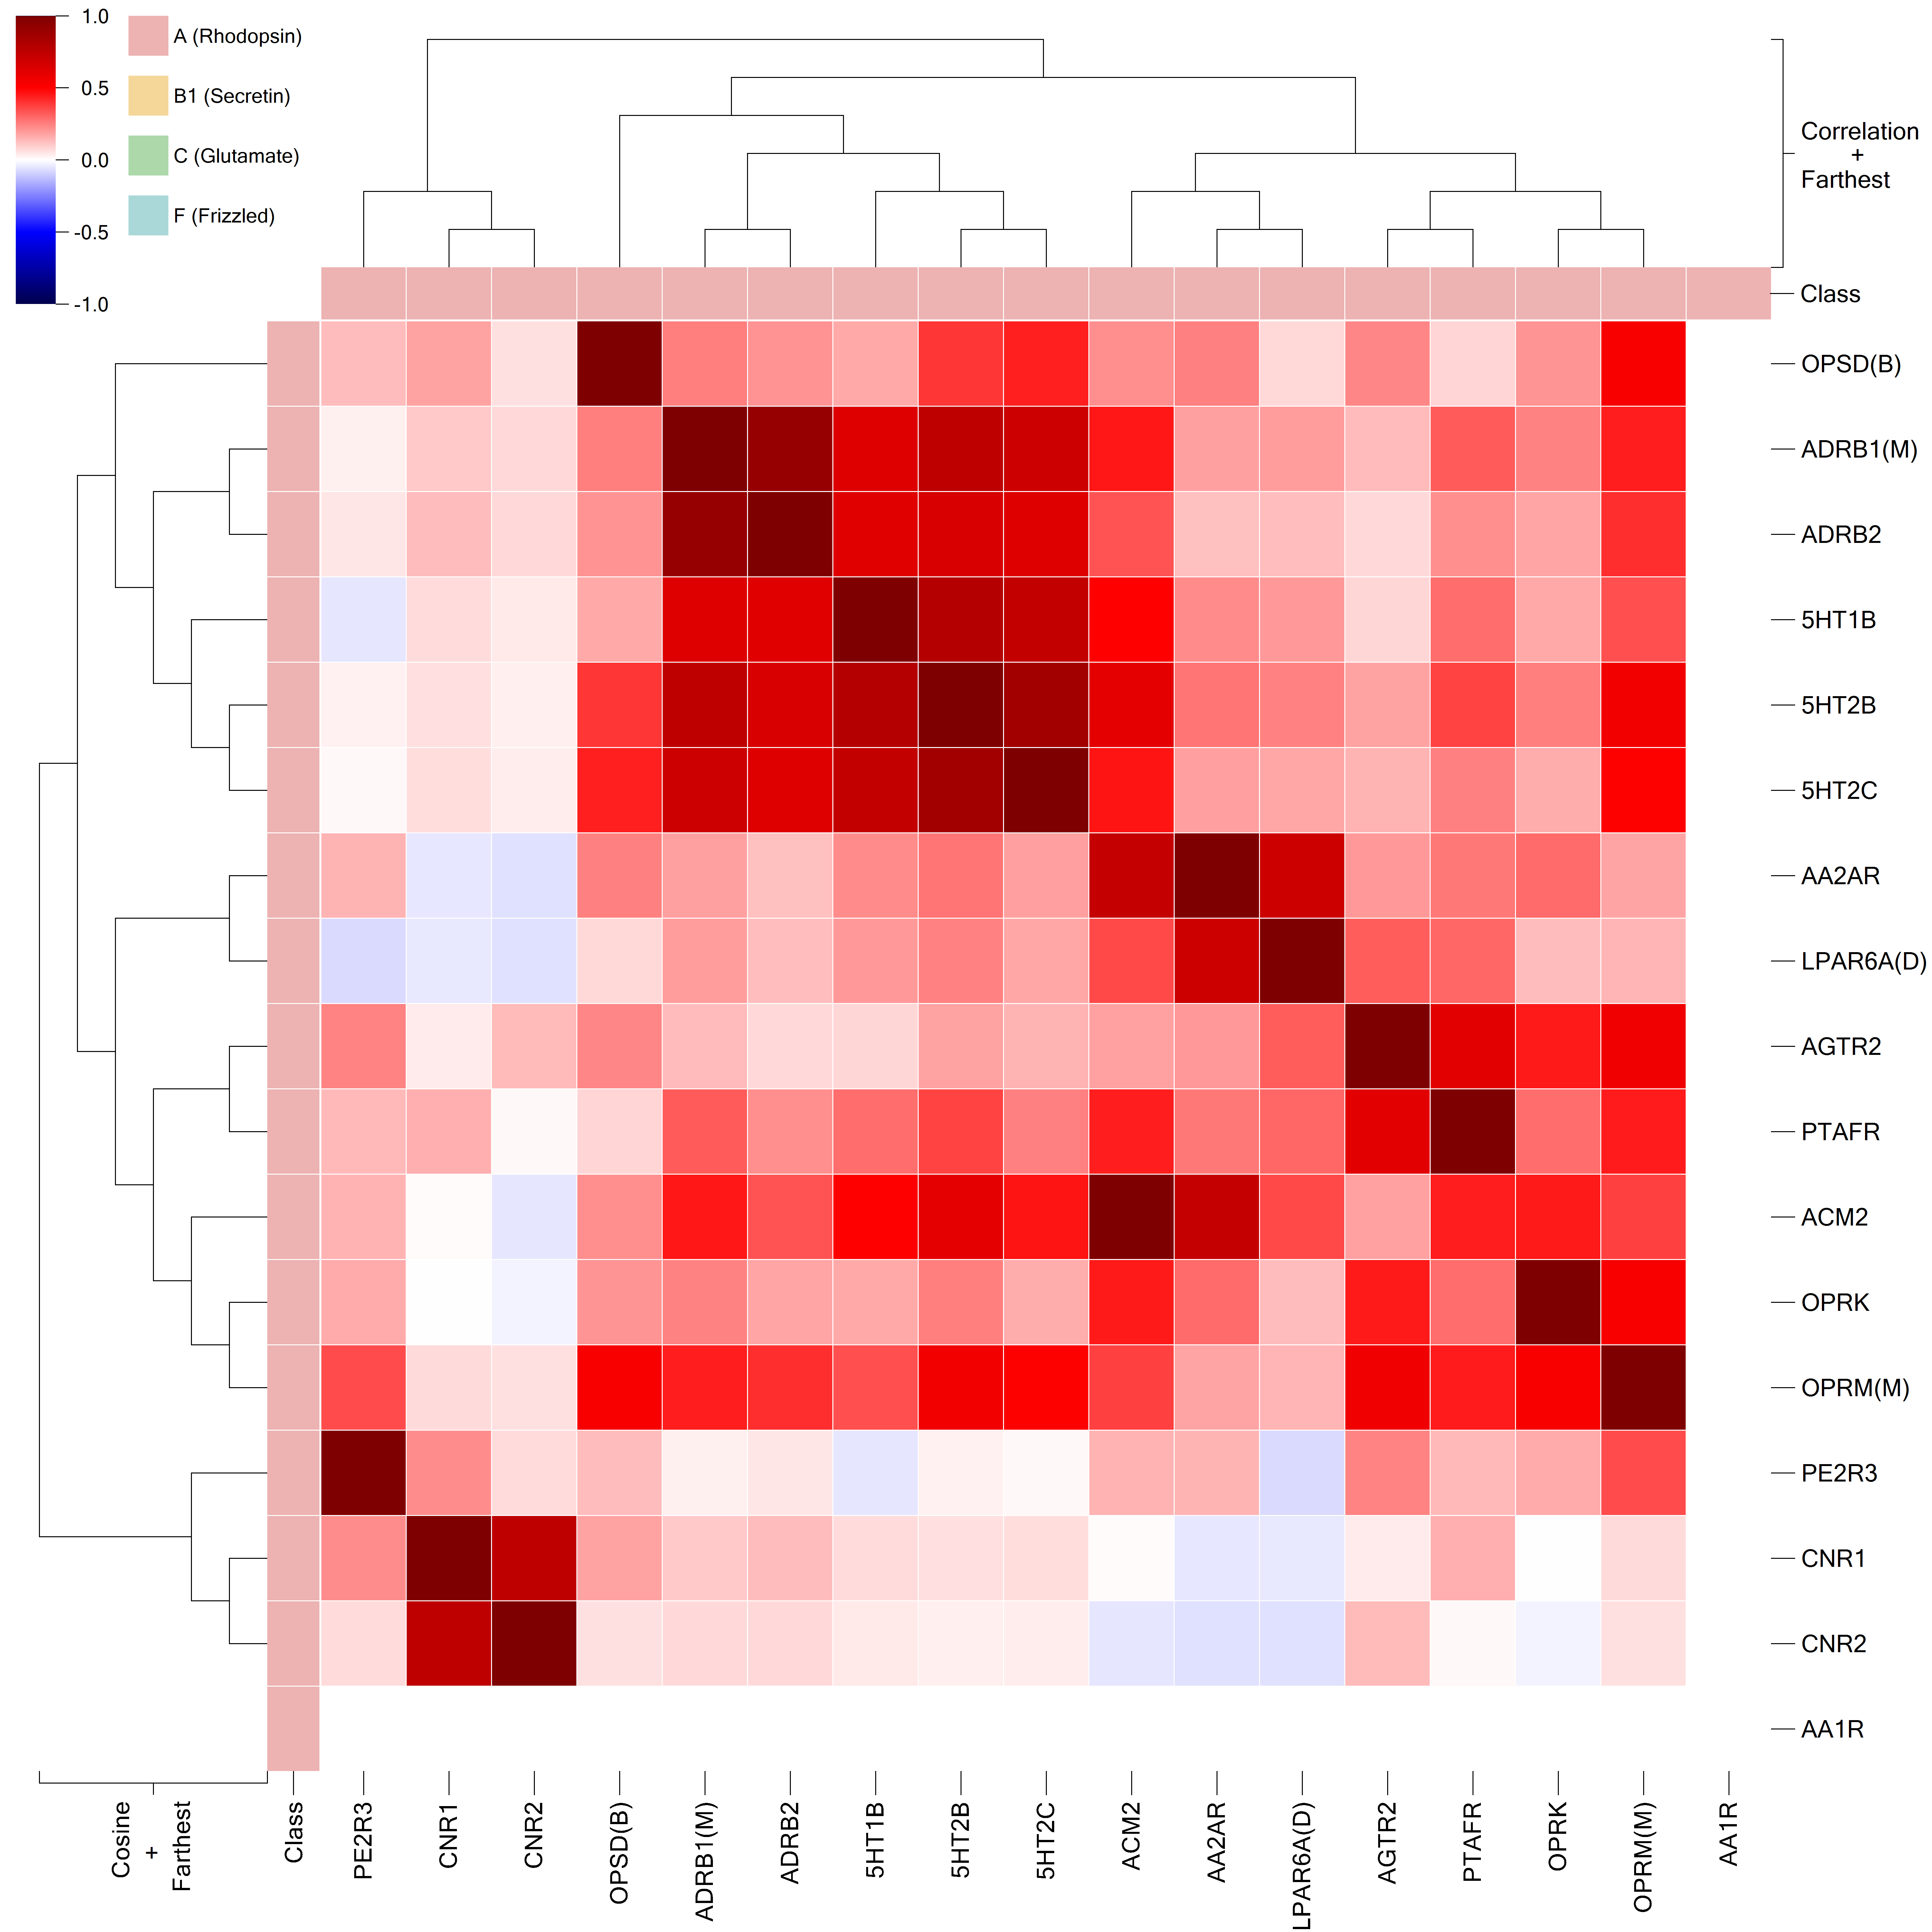 1.0
0.5
0.0
-0.5
-1.0
A (Rhodopsin)
B1 (Secretin)
C (Glutamate)
F (Frizzled)
Correlation
+
Farthest
Class
OPSD(B)
ADRB1(M)
ADRB2
5HT1B
5HT2B
5HT2C
AA2AR
LPAR6A(D)
AGTR2
PTAFR
ACM2
OPRK
OPRM(M)
PE2R3
CNR1
CNR2
AA1R
Cosine
+
Farthest
Class
PE2R3
CNR1
CNR2
OPSD(B)
ADRB1(M)
ADRB2
5HT1B
5HT2B
5HT2C
ACM2
AA2AR
LPAR6A(D)
AGTR2
PTAFR
OPRK
OPRM(M)
AA1R